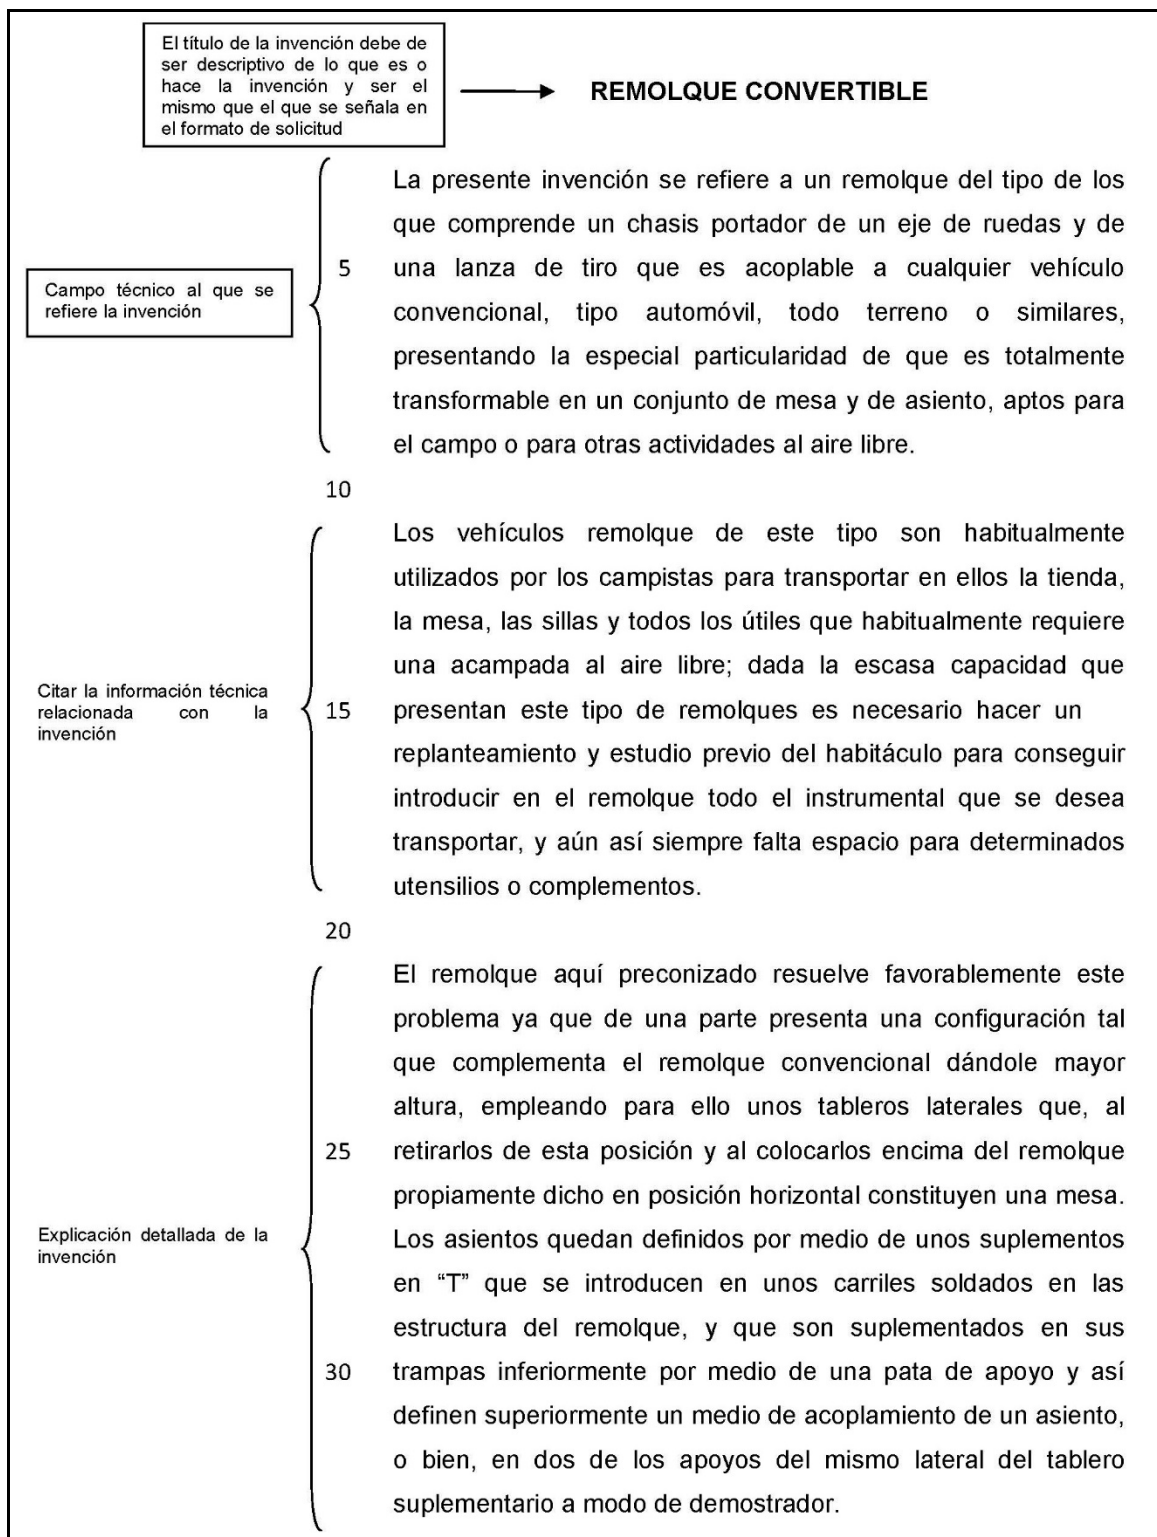 El título de la invención debe de
ser descriptivo de lo que es o
hace la invención y ser el
mismo que el que se señala en
el formato de solicitud
REMOLQUE CONVERTIBLE
Campo técnico al que se
refiere la invención
La presente invención se refiere a un remolque del tipo de los
que comprende un chasis portador de un eje de ruedas y de
5 una lanza de tiro que es acoplable a cualquier vehículo
convencional, tipo automóvil, todo terreno o similares,
presentando la especial particularidad de que es totalmente
transformable en un conjunto de mesa y de asiento, aptos para
el campo o para otras actividades al aire libre.
10
Citar la información técnica
relacionada con la
invención
Los vehículos remolque de este tipo son habitualmente
utilizados por los campistas para transportar en ellos la tienda,
la mesa, las sillas y todos los útiles que habitualmente requiere
una acampada al aire libre; dada la escasa capacidad que
15 presentan este tipo de remolques es necesario hacer un
replanteamiento y estudio previo del habitáculo para conseguir
introducir en el remolque todo el instrumental que se desea
transportar, y aún así siempre falta espacio para determinados
utensilios o complementos.
20
Explicación detallada de la
invención
El remolque aquí preconizado resuelve favorablemente este
problema ya que de una parte presenta una configuración tal
que complementa el remolque convencional dándole mayor
altura, empleando para ello unos tableros laterales que, al
25 retirarlos de esta posición y al colocarlos encima del remolque
propiamente dicho en posición horizontal constituyen una mesa.
Los asientos quedan definidos por medio de unos suplementos
en “T” que se introducen en unos carriles soldados en las
estructura del remolque, y que son suplementados en sus
30 trampas inferiormente por medio de una pata de apoyo y así
definen superiormente un medio de acoplamiento de un asiento,
o bien, en dos de los apoyos del mismo lateral del tablero
suplementario a modo de demostrador.